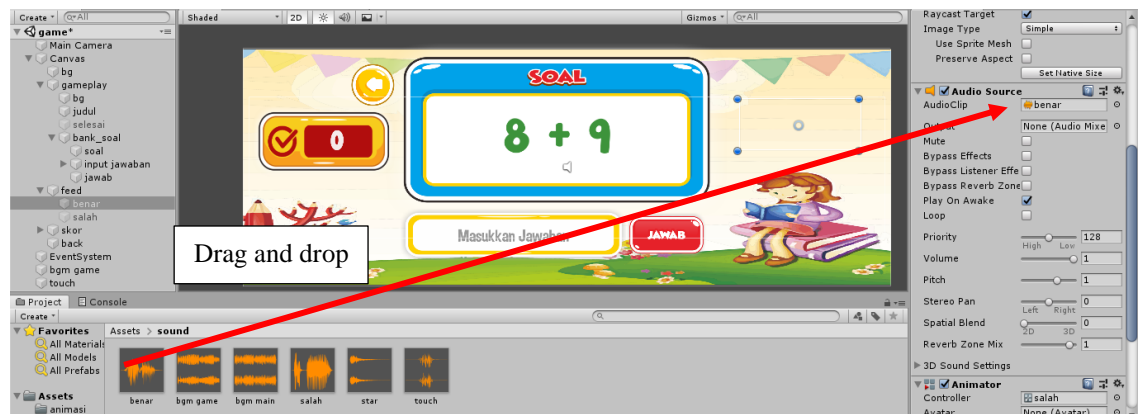 Create
All
game*
Main Camera
Canvas
bg
gameplay
bg
judul
selesai
bank_soal
soal
input jawaban
jawab
feed
benar
salah
skor
back
EventSystem
bgm game
touch
Shaded
2D
Gizmos
All
SOAL
0
8 + 9
Masukkan Jawaban
JAWAB
Drag and drop
Raycast Target
Image Type
Simple
Use Sprite Mesh
Preserve Aspect
Set Native Size
Audio Source
AudioClip
benar
Output
None (Audio Mixe
Mute
Bypass Effects
Bypass Listener Effe
Bypass Reverb Zone
Play On Awake
Loop
Priority
128
High Low
Volume
1
Pitch
1
Stereo Pan
0
Left Right
Spatial Blend
0
2D 3D
Reverb Zone Mix
1
3D Sound Settings
Animator
Controller
salah
Avatar
None (Avatar)
Project
Console
Create
Favorites
All Materials
All Models
All Prefabs
Assets
animasi
Assets > sound
benar
bgm game
bgm main
salah
star
touch